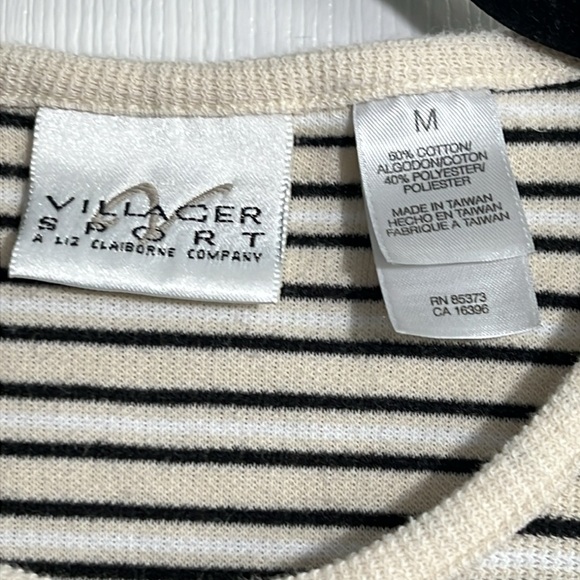 VILLAGER
SPORT
A LIZ CLAIBORNE COMPANY
M
60% COTTON/
ALGODON/COTON
40% POLYESTER/
POLIESTER
MADE IN TAIWAN
HECHO EN TAIWAN
FABRIQUE A TAIWAN
RN 85373
CA 16396